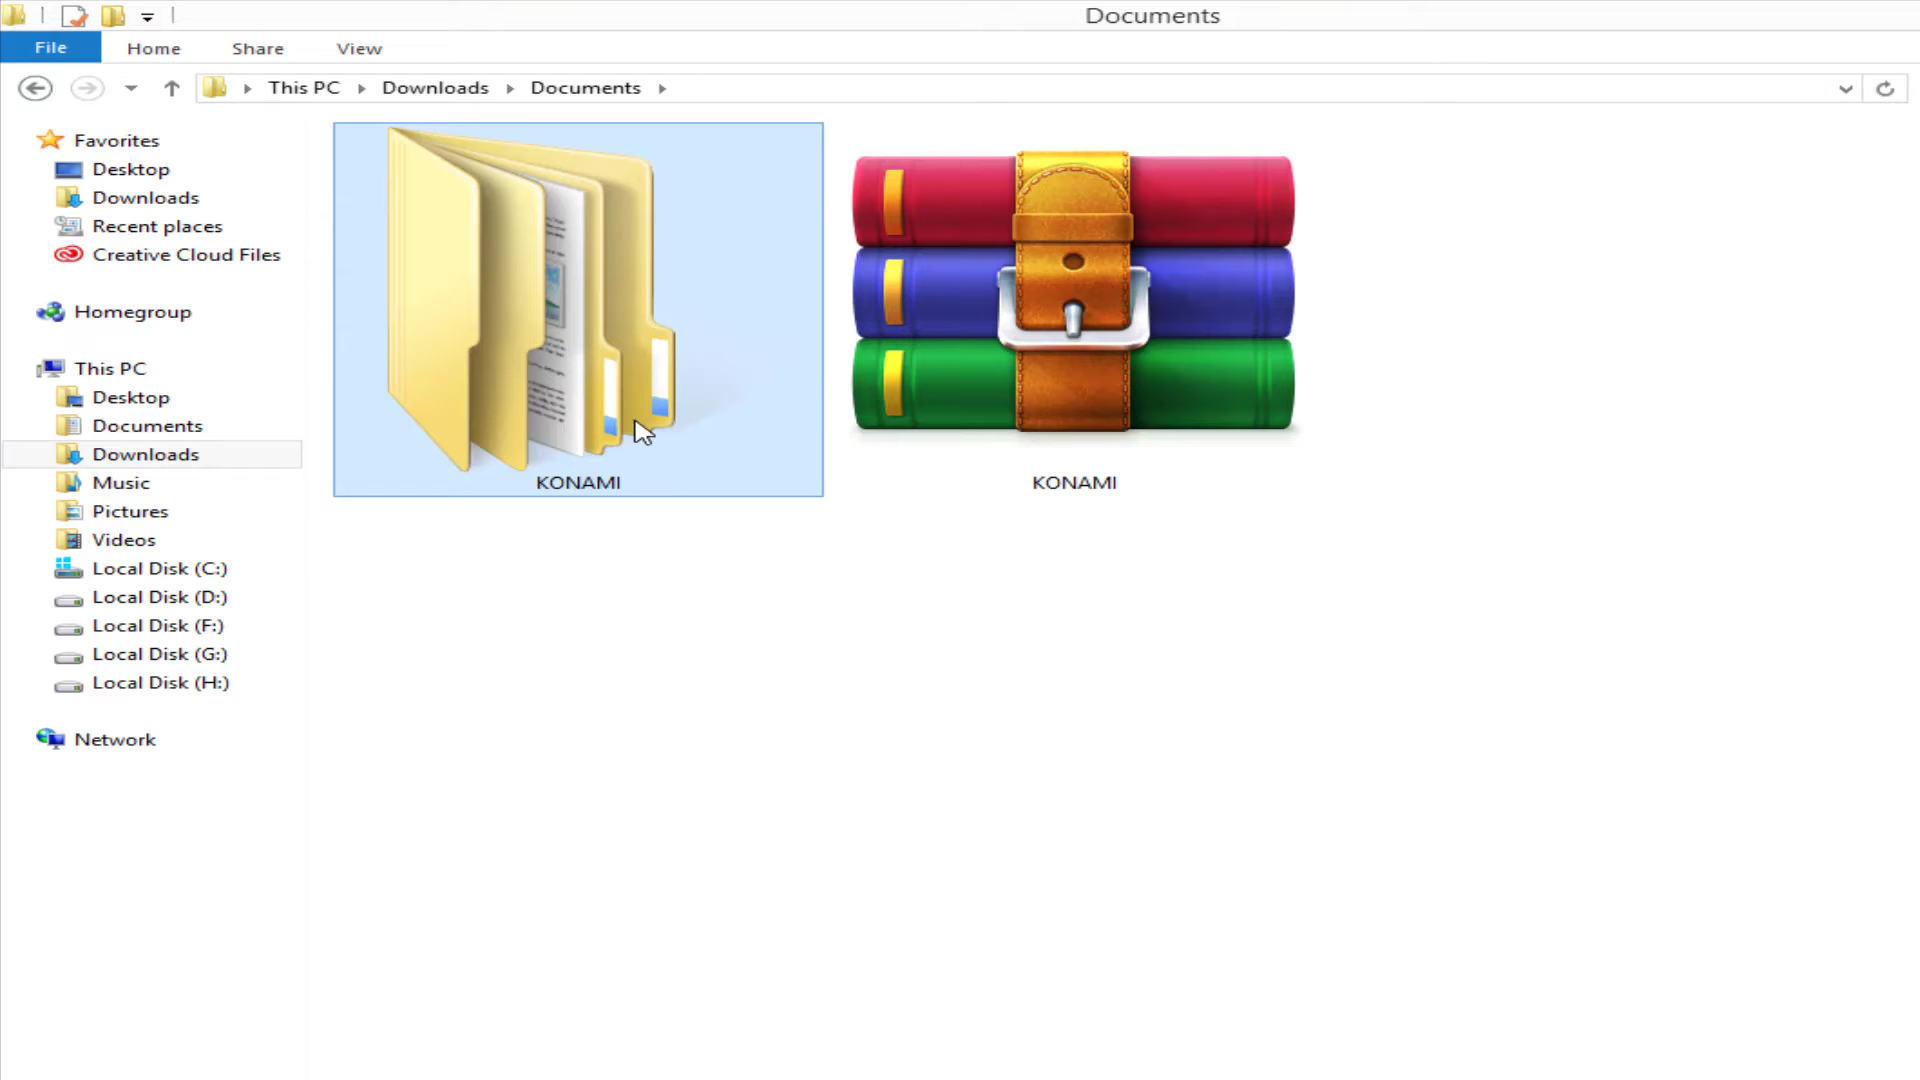 Documents
File Home Share View
This PC Downloads Documents
Favorites
Desktop
Downloads
Recent places
Creative Cloud Files
Homegroup
This PC
Desktop
Documents
Downloads
Music
Pictures
Videos
Local Disk (C:)
Local Disk (D:)
Local Disk (F:)
Local Disk (G:)
Local Disk (H:)
Network
KONAMI
KONAMI